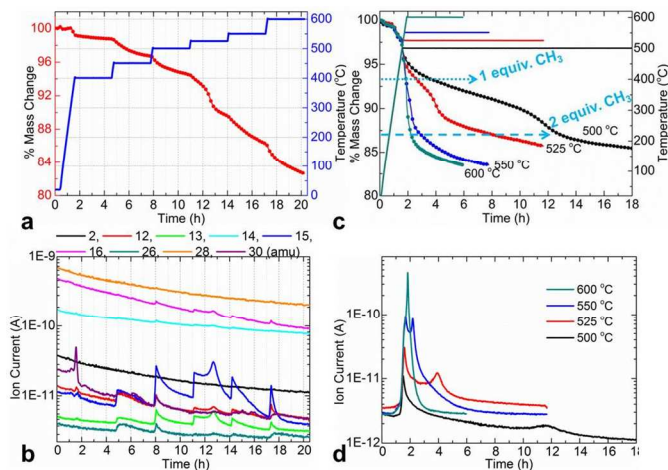 % Mass Change
100
96
92
88
84
80
600
500
400
300
200
100
0
Temperature (°C)
a
0 2 4 6 8 10 12 14 16 18 20
Time (h)
% Mass Change
100
95
90
85
80
600
500
400
300
200
100
Temperature (°C)
1 equiv. CH3
2 equiv. CH3
500 °C
525 °C
550 °C
600 °C
c
0 2 4 6 8 10 12 14 16 18
Time (h)
2, 12, 13, 14, 15,
16, 26, 28, 30 (amu)
Ion Current (A)
1E-9
1E-10
1E-11
b
0 2 4 6 8 10 12 14 16 18 20
Time (h)
Ion Current (A)
1E-10
1E-11
1E-12
600 °C
550 °C
525 °C
500 °C
d
0 2 4 6 8 10 12 14 16 18
Time (h)